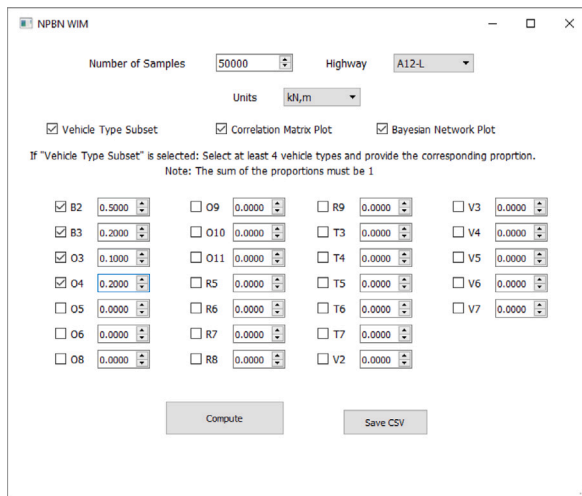 NPBN WIM
Number of Samples 50000 Highway A12-L
Units kN,m
Vehicle Type Subset Correlation Matrix Plot Bayesian Network Plot
If "Vehicle Type Subset" is selected: Select at least 4 vehicle types and provide the corresponding proprtion.
Note: The sum of the proportions must be 1
B2 0.5000 O9 0.0000 R9 0.0000 V3 0.0000
B3 0.2000 O10 0.0000 T3 0.0000 V4 0.0000
O3 0.1000 O11 0.0000 T4 0.0000 V5 0.0000
O4 0.2000 R5 0.0000 T5 0.0000 V6 0.0000
O5 0.0000 R6 0.0000 T6 0.0000 V7 0.0000
O6 0.0000 R7 0.0000 T7 0.0000
O8 0.0000 R8 0.0000 V2 0.0000
Compute Save CSV